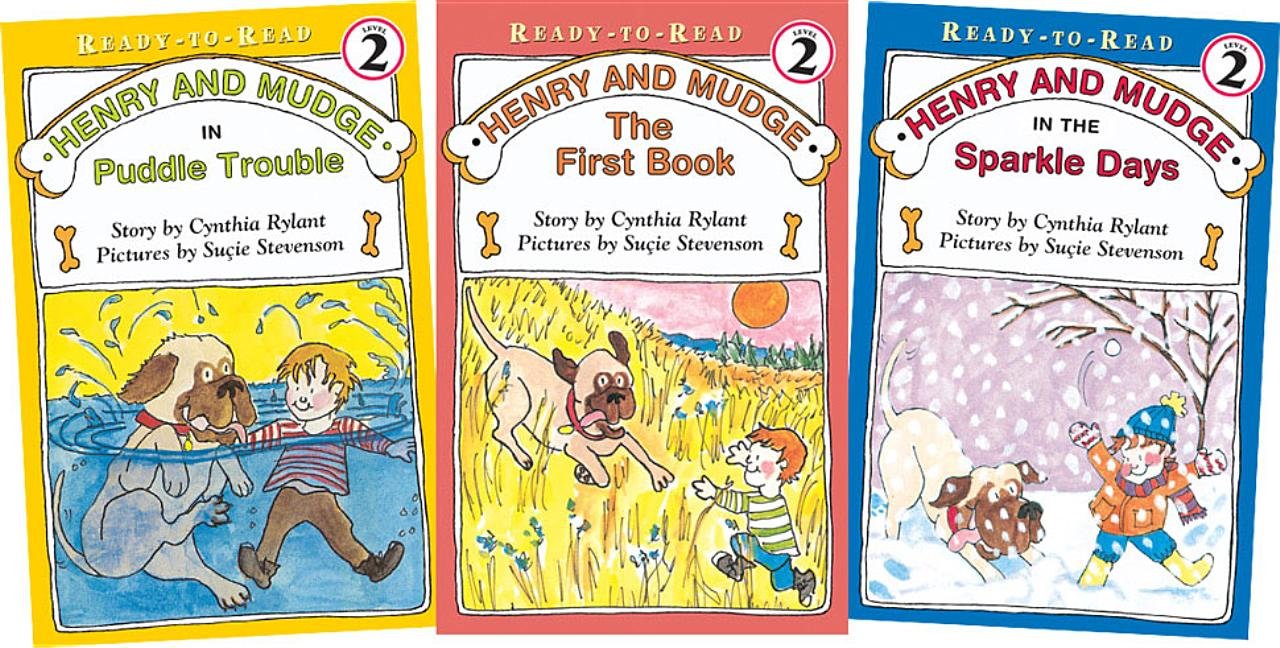 READY-TO-READ
LEVEL
2
HENRY AND MUDGE
IN
Puddle Trouble
Story by Cynthia Rylant
Pictures by Suçie Stevenson
READY-TO-READ
LEVEL
2
HENRY AND MUDGE
The
First Book
Story by Cynthia Rylant
Pictures by Suçie Stevenson
READY-TO-READ
LEVEL
2
HENRY AND MUDGE
IN THE
Sparkle Days
Story by Cynthia Rylant
Pictures by Suçie Stevenson